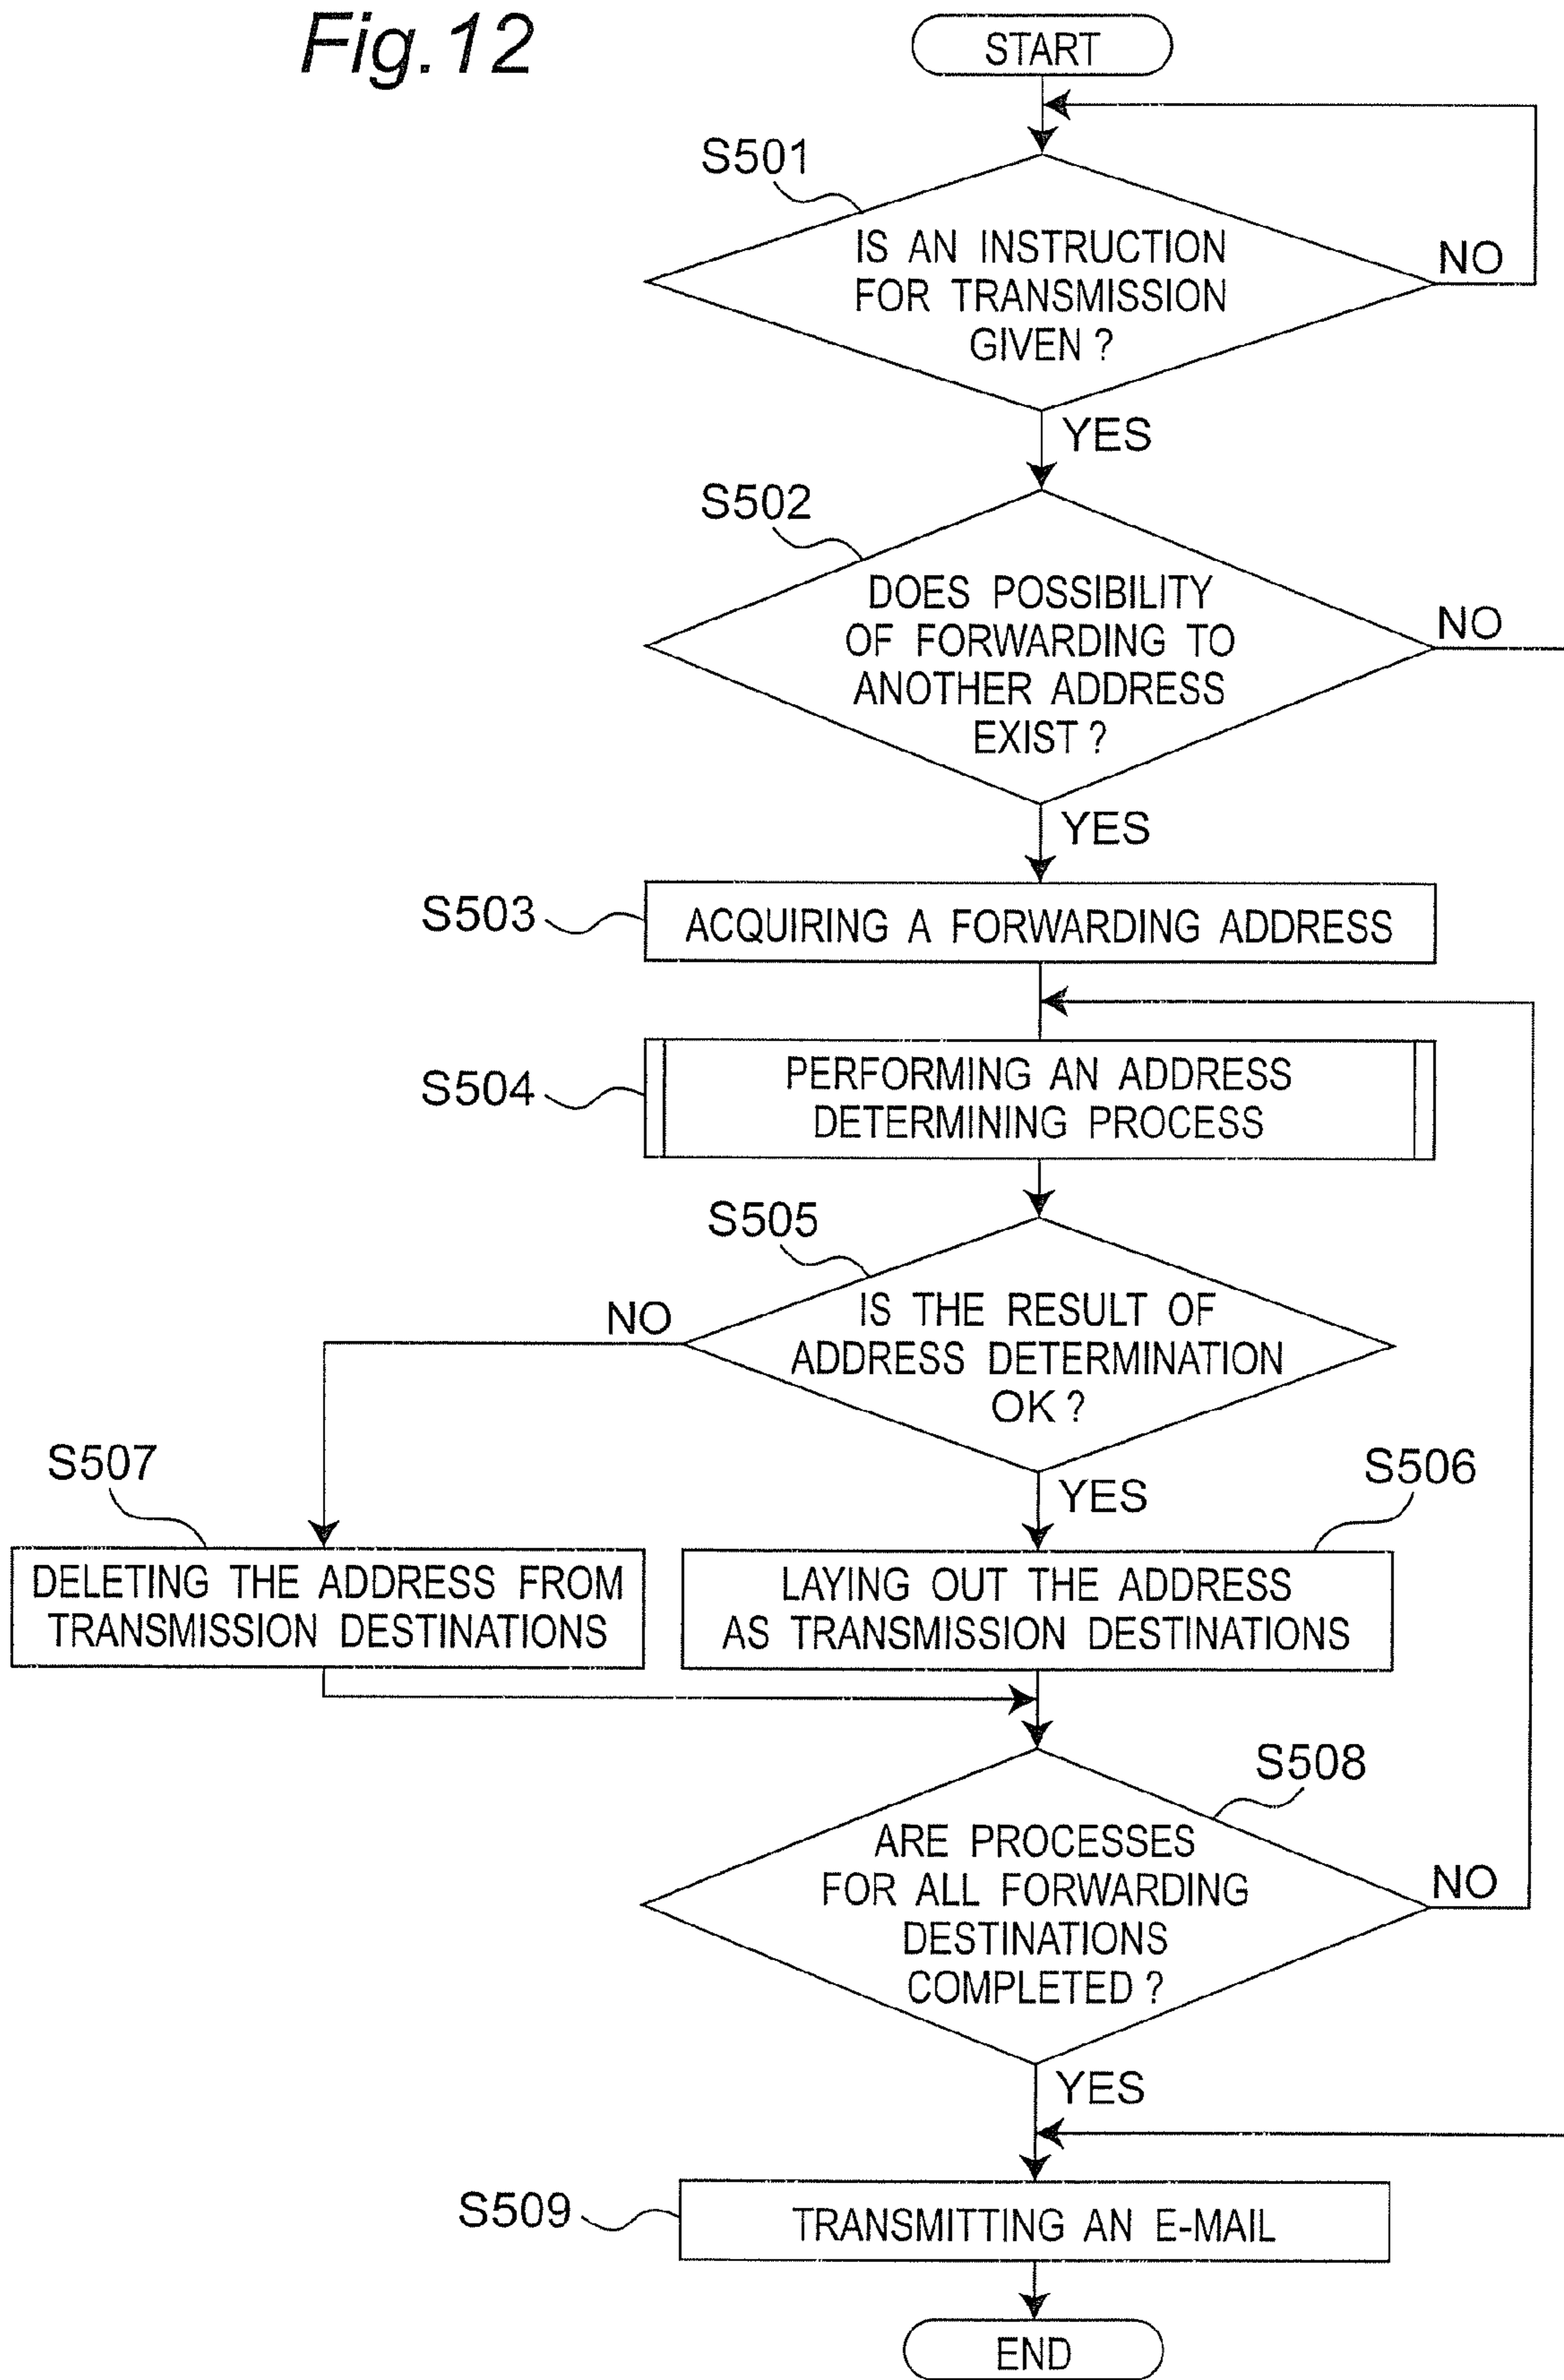 Fig.12
START
S501
IS AN INSTRUCTION
FOR TRANSMISSION
GIVEN ?
NO
YES
S502
DOES POSSIBILITY
OF FORWARDING TO
ANOTHER ADDRESS
EXIST ?
NO
YES
S503
ACQUIRING A FORWARDING ADDRESS
S504
PERFORMING AN ADDRESS
DETERMINING PROCESS
S505
IS THE RESULT OF
ADDRESS DETERMINATION
OK ?
NO
YES
S507
DELETING THE ADDRESS FROM
TRANSMISSION DESTINATIONS
S506
LAYING OUT THE ADDRESS
AS TRANSMISSION DESTINATIONS
S508
ARE PROCESSES
FOR ALL FORWARDING
DESTINATIONS
COMPLETED ?
NO
YES
S509
TRANSMITTING AN E-MAIL
END